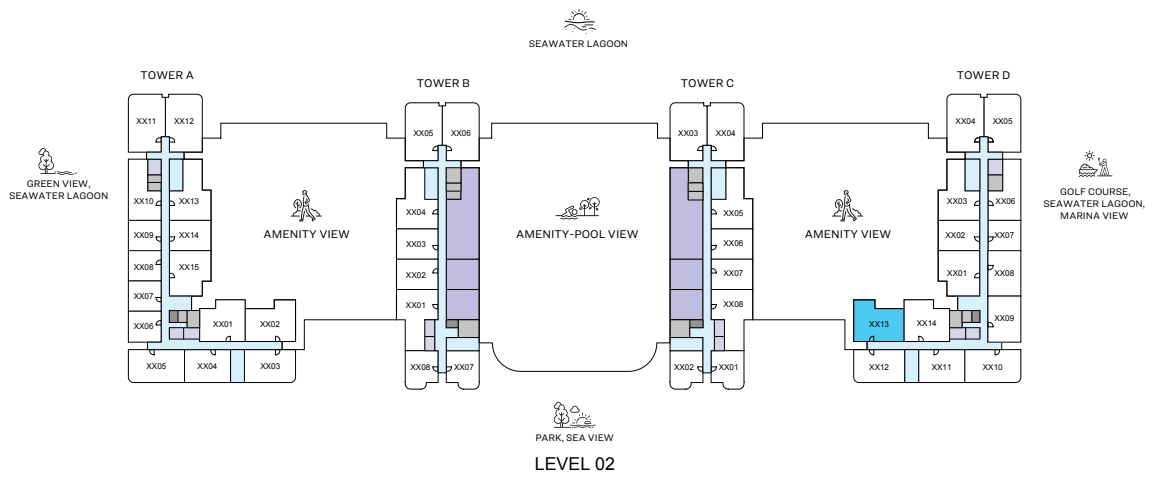 SEAWATER LAGOON
TOWER A
TOWER B
TOWER C
TOWER D
XX11
XX12
XX05
XX06
XX03
XX04
XX04
XX05
GREEN VIEW,
SEAWATER LAGOON
GOLF COURSE,
SEAWATER LAGOON,
MARINA VIEW
XX10
XX13
XX04
XX05
XX03
XX06
AMENITY VIEW
AMENITY-POOL VIEW
AMENITY VIEW
XX09
XX14
XX03
XX06
XX02
XX07
XX08
XX15
XX02
XX07
XX01
XX08
XX07
XX01
XX08
XX06
XX01
XX02
XX13
XX14
XX09
XX05
XX04
XX03
XX08
XX07
XX02
XX01
XX12
XX11
XX10
PARK, SEA VIEW
LEVEL 02